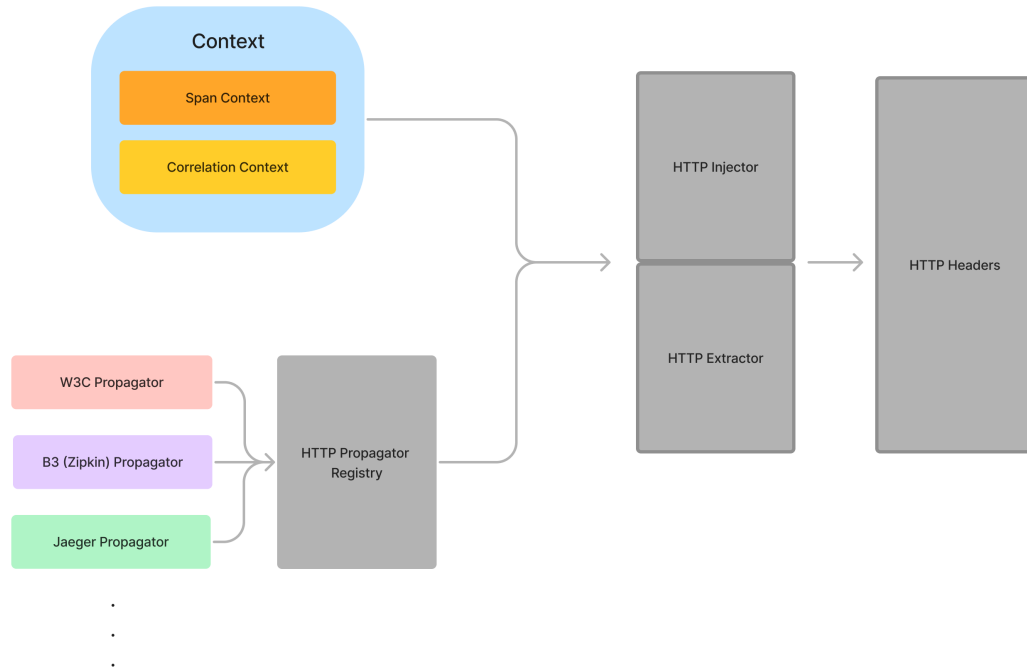 Context
Span Context
Correlation Context
HTTP Injector
HTTP Headers
HTTP Extractor
W3C Propagator
B3 (Zipkin) Propagator
HTTP Propagator
Registry
Jaeger Propagator
.
.
.